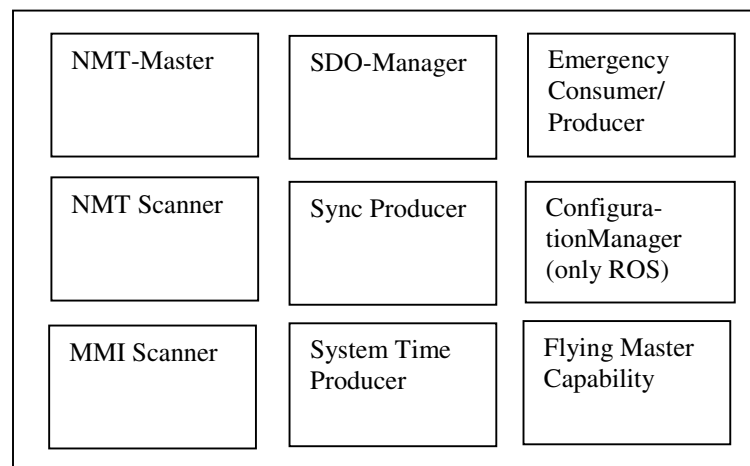 NMT-Master
SDO-Manager
Emergency
Consumer/
Producer
NMT Scanner
Sync Producer
Configura-
tionManager
(only ROS)
MMI Scanner
System Time
Producer
Flying Master
Capability